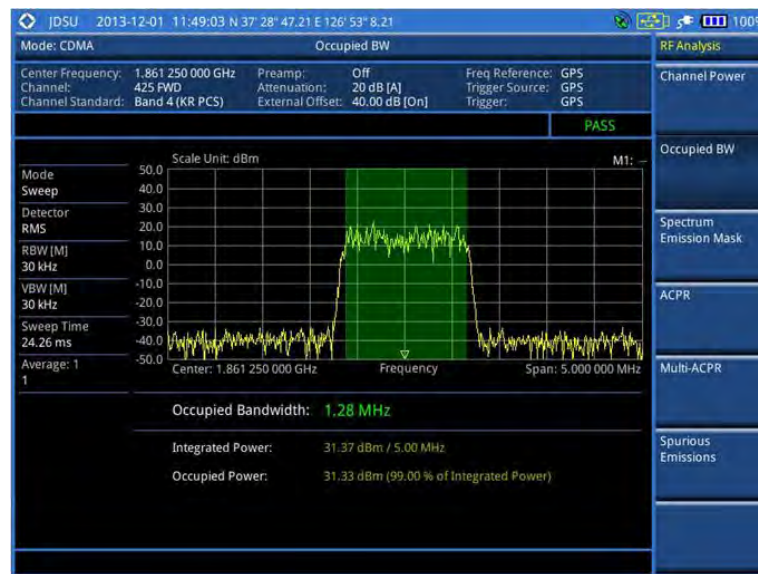 JDSU 2013-12-01 11:49:03 N 37' 28" 47.21 E 126' 53" 8.21 100%
Mode: CDMA Occupied BW RF Analysis
Center Frequency: 1.861 250 000 GHz Preamp: Off Freq Reference: GPS
Channel: 425 FWD Attenuation: 20 dB [A] Trigger Source: GPS
Channel Standard: Band 4 (KR PCS) External Offset: 40.00 dB [On] Trigger: GPS
PASS
Scale Unit: dBm M1: --
Mode
Sweep
Detector
RMS
RBW [M]
30 kHz
VBW [M]
30 kHz
Sweep Time
24.26 ms
Average: 1
1
50.0
40.0
30.0
20.0
10.0
0.0
-10.0
-20.0
-30.0
-40.0
-50.0
Center: 1.861 250 000 GHz Frequency Span: 5.000 000 MHz
Occupied Bandwidth: 1.28 MHz
Integrated Power: 31.37 dBm / 5.00 MHz
Occupied Power: 31.33 dBm (99.00 % of Integrated Power)
Channel Power
Occupied BW
Spectrum
Emission Mask
ACPR
Multi-ACPR
Spurious
Emissions